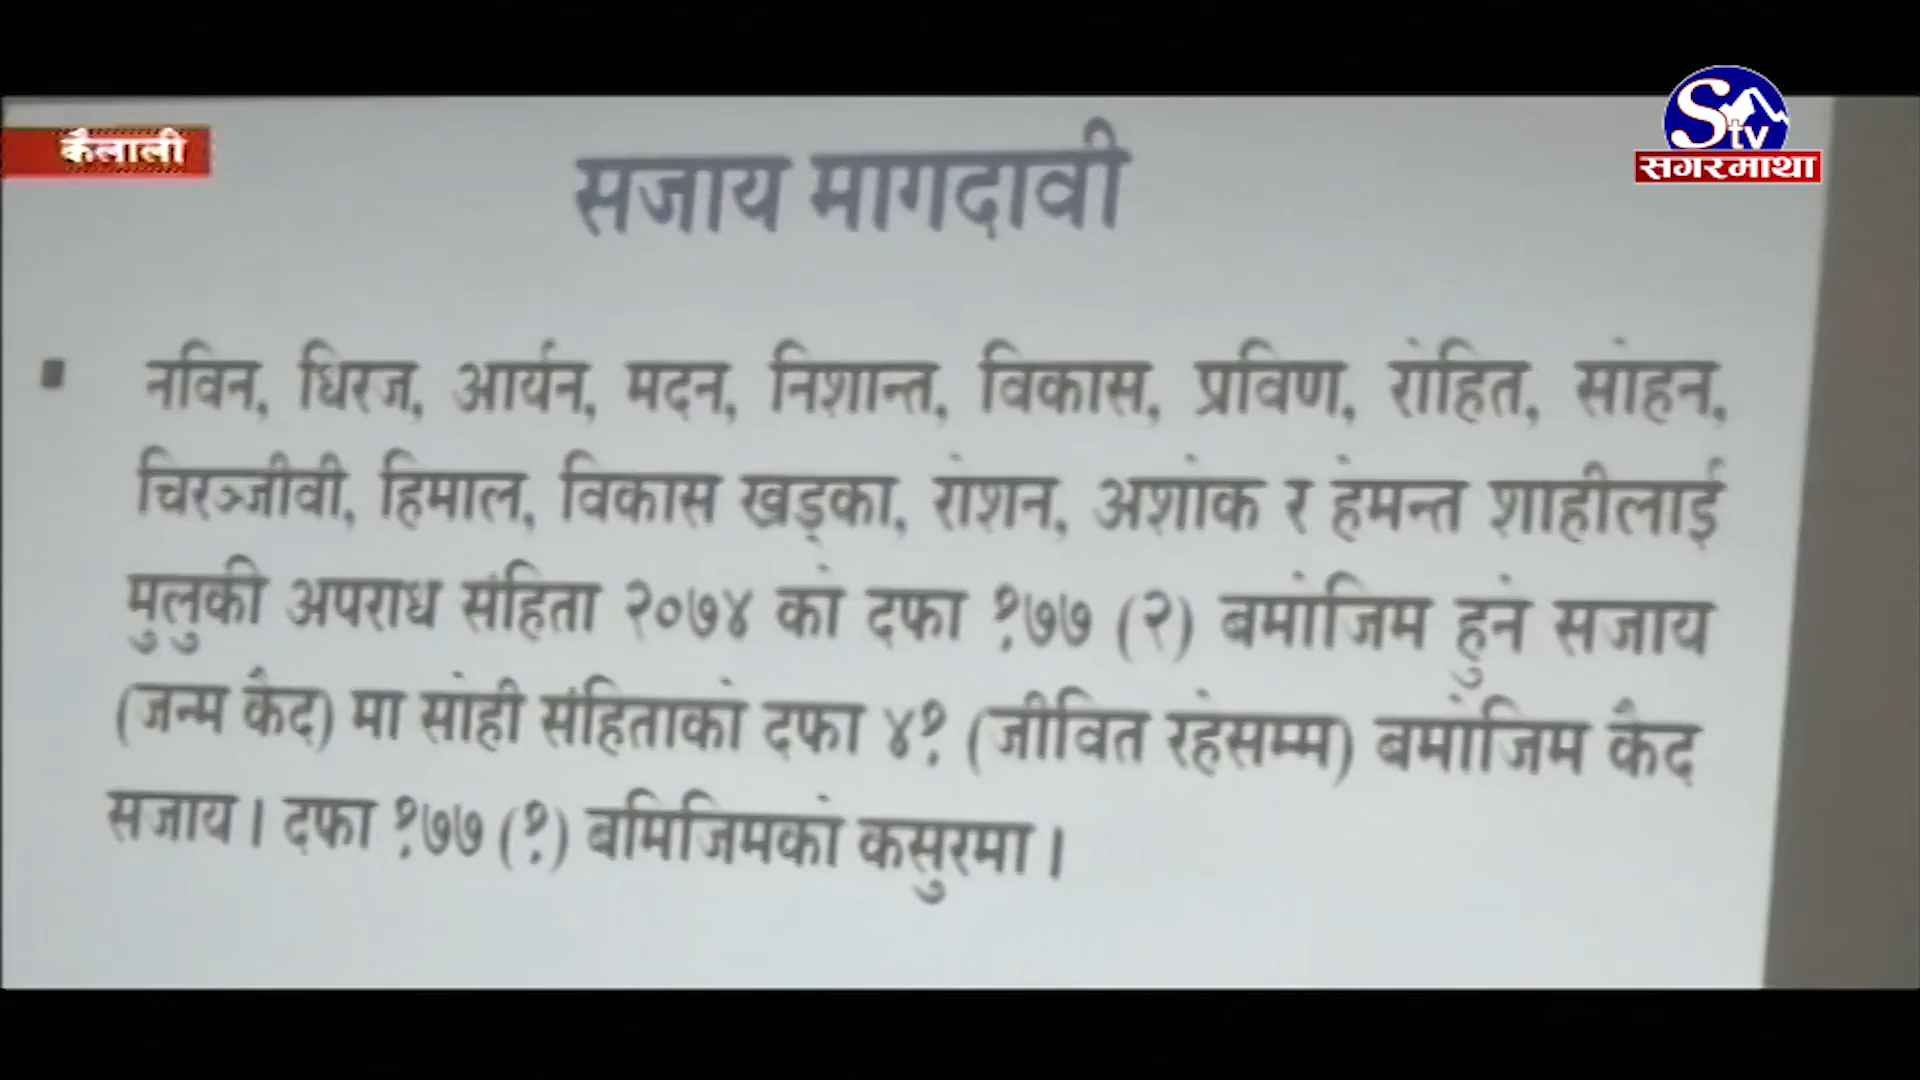 कैलाली
Stv
सगरमाथा
सजाय मागदावी
▪ नविन, धिरज, आर्यन, मदन, निशान्त, विकास, प्रविण, रोहित, सोहन,
चिरञ्जीवी, हिमाल, विकास खड्का, रोशन, अशोक र हेमन्त शाहीलाई
मुलुकी अपराध संहिता २०७४ को दफा १७७ (२) बमोजिम हुने सजाय
(जन्म कैद) मा सोही संहिताको दफा ४१ (जीवित रहेसम्म) बमोजिम कैद
सजाय । दफा १७७ (१) बमिजिमको कसुरमा ।